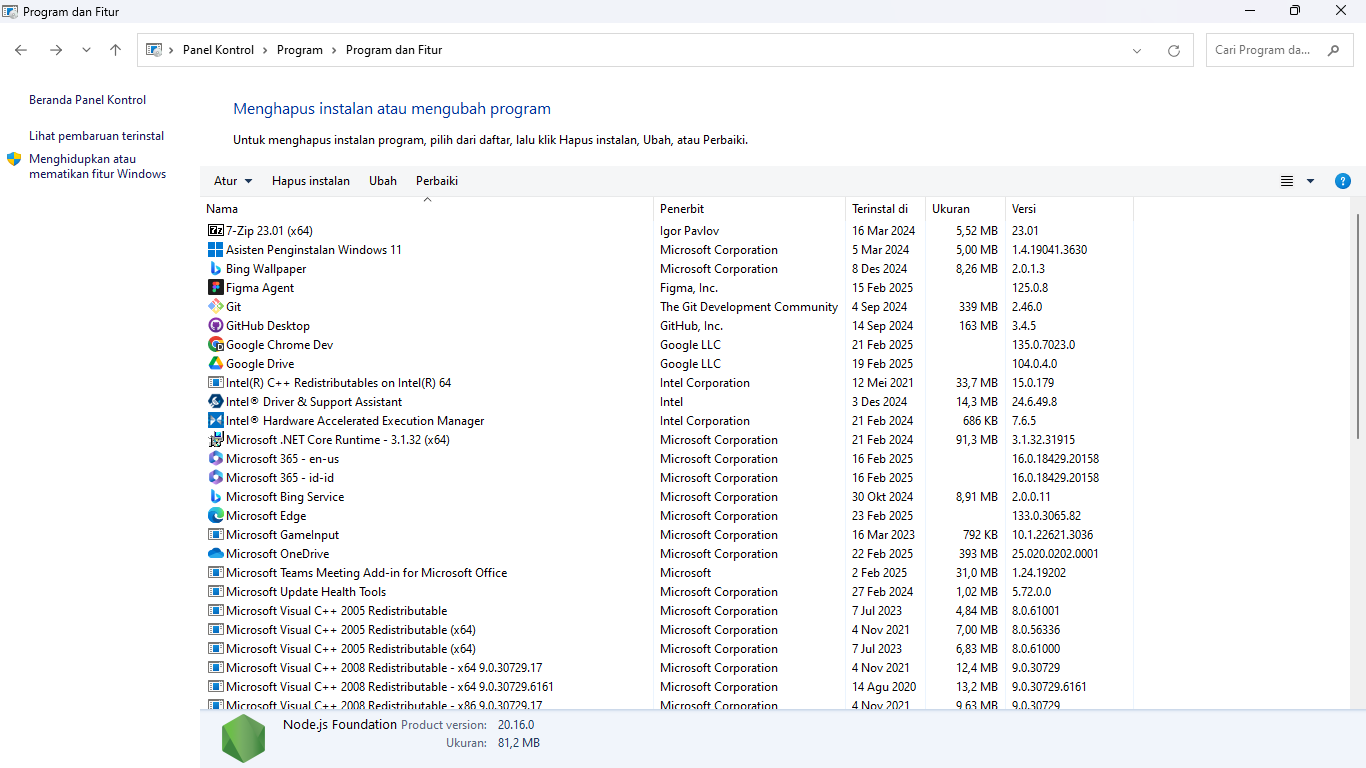 Program dan Fitur
Panel Kontrol > Program > Program dan Fitur
Cari Program da...
Beranda Panel Kontrol
Lihat pembaruan terinstal
Menghidupkan atau
mematikan fitur Windows
Menghapus instalan atau mengubah program
Untuk menghapus instalan program, pilih dari daftar, lalu klik Hapus instalan, Ubah, atau Perbaiki.
Atur Hapus instalan Ubah Perbaiki
Nama Penerbit Terinstal di Ukuran Versi
7-Zip 23.01 (x64) Igor Pavlov 16 Mar 2024 5,52 MB 23.01
Asisten Penginstalan Windows 11 Microsoft Corporation 5 Mar 2024 5,00 MB 1.4.19041.3630
Bing Wallpaper Microsoft Corporation 8 Des 2024 8,26 MB 2.0.1.3
Figma Agent Figma, Inc. 15 Feb 2025 125.0.8
Git The Git Development Community 4 Sep 2024 339 MB 2.46.0
GitHub Desktop GitHub, Inc. 14 Sep 2024 163 MB 3.4.5
Google Chrome Dev Google LLC 21 Feb 2025 135.0.7023.0
Google Drive Google LLC 19 Feb 2025 104.0.4.0
Intel(R) C++ Redistributables on Intel(R) 64 Intel Corporation 12 Mei 2021 33,7 MB 15.0.179
Intel® Driver & Support Assistant Intel 3 Des 2024 14,3 MB 24.6.49.8
Intel® Hardware Accelerated Execution Manager Intel Corporation 21 Feb 2024 686 KB 7.6.5
Microsoft .NET Core Runtime - 3.1.32 (x64) Microsoft Corporation 21 Feb 2024 91,3 MB 3.1.32.31915
Microsoft 365 - en-us Microsoft Corporation 16 Feb 2025 16.0.18429.20158
Microsoft 365 - id-id Microsoft Corporation 16 Feb 2025 16.0.18429.20158
Microsoft Bing Service Microsoft Corporation 30 Okt 2024 8,91 MB 2.0.0.11
Microsoft Edge Microsoft Corporation 23 Feb 2025 133.0.3065.82
Microsoft GameInput Microsoft Corporation 16 Mar 2023 792 KB 10.1.22621.3036
Microsoft OneDrive Microsoft Corporation 22 Feb 2025 393 MB 25.020.0202.0001
Microsoft Teams Meeting Add-in for Microsoft Office Microsoft 2 Feb 2025 31,0 MB 1.24.19202
Microsoft Update Health Tools Microsoft Corporation 27 Feb 2024 1,02 MB 5.72.0.0
Microsoft Visual C++ 2005 Redistributable Microsoft Corporation 7 Jul 2023 4,84 MB 8.0.61001
Microsoft Visual C++ 2005 Redistributable (x64) Microsoft Corporation 4 Nov 2021 7,00 MB 8.0.56336
Microsoft Visual C++ 2005 Redistributable (x64) Microsoft Corporation 7 Jul 2023 6,83 MB 8.0.61000
Microsoft Visual C++ 2008 Redistributable - x64 9.0.30729.17 Microsoft Corporation 4 Nov 2021 12,4 MB 9.0.30729
Microsoft Visual C++ 2008 Redistributable - x64 9.0.30729.6161 Microsoft Corporation 14 Agu 2020 13,2 MB 9.0.30729.6161
Microsoft Visual C++ 2008 Redistributable - x86 9.0.30729.17 Microsoft Corporation 4 Nov 2021 9,63 MB 9.0.30729
Node.js Foundation Product version: 20.16.0
Ukuran: 81,2 MB